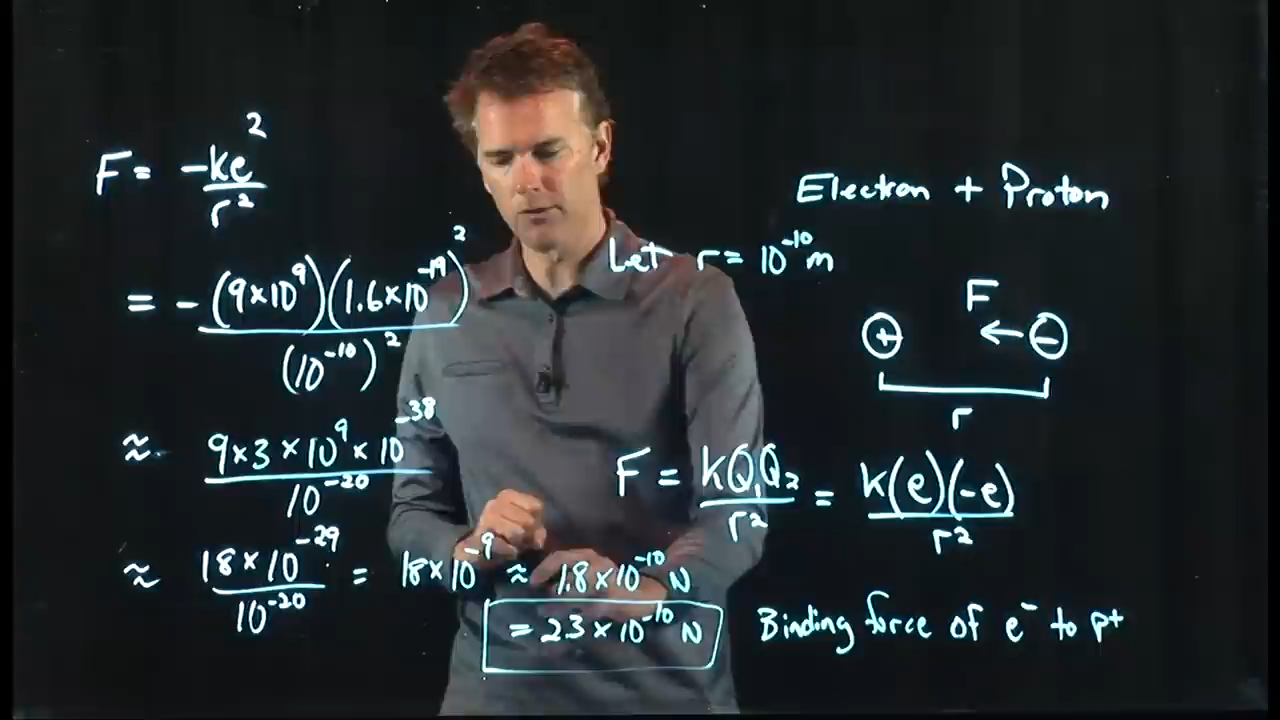 F = -ke²/r²
= - (9×10⁹)(1.6×10⁻¹⁹)²/(10⁻¹⁰)²
≈ 9×3×10⁹×10⁻³⁸/10⁻²⁰
≈ 18×10⁻²⁹/10⁻²⁰ = 18×10⁻⁹ ≈ 1.8×10⁻¹⁰ N
= 2.3×10⁻¹⁰ N
Electron + Proton
Let r = 10⁻¹⁰m
F
+ −
r
F = kQ₁Q₂/r² = k(e)(-e)/r²
Binding force of e⁻ to p+